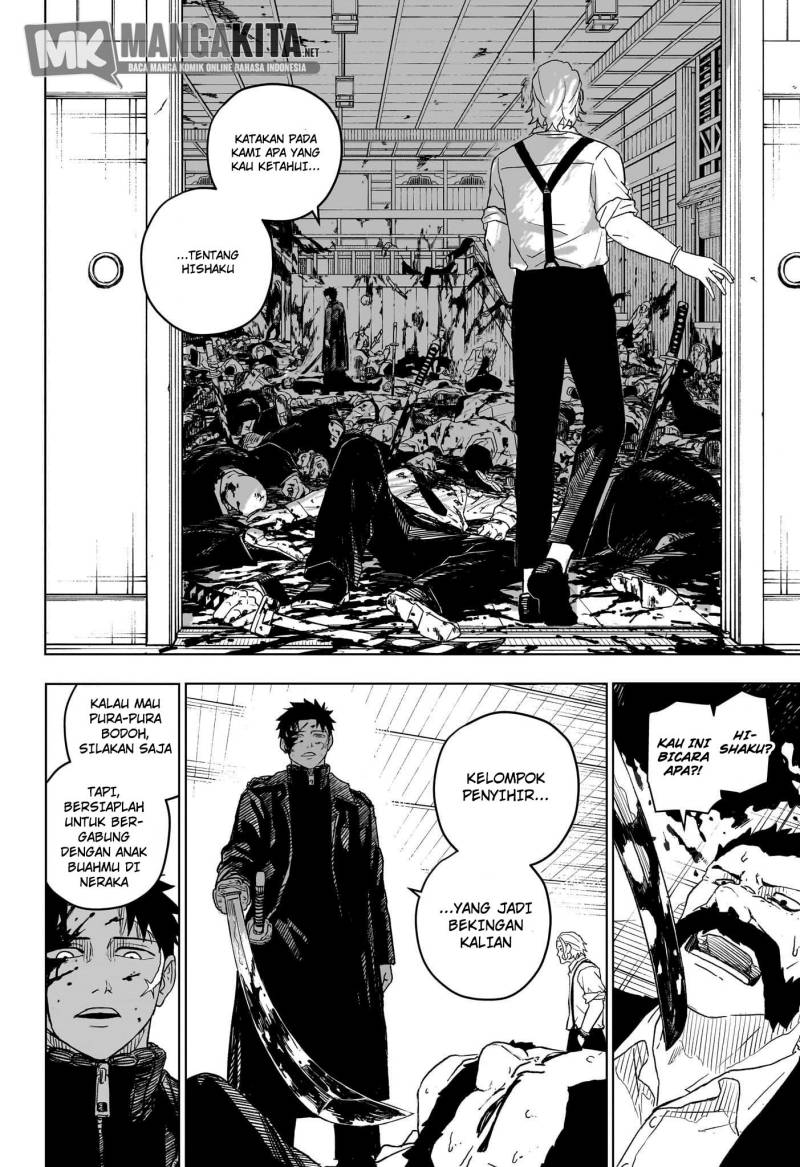 MK MANGAKITA.NET
BACA MANGA KOMIK ONLINE BAHASA INDONESIA
KATAKAN PADA
KAMI APA YANG
KAU KETAHUI...
...TENTANG
HISHAKU
HI-
SHAKU?
KAU INI
BICARA
APA?!
KELOMPOK
PENYIHIR...
...YANG JADI
BEKINGAN
KALIAN
KALAU MAU
PURA-PURA
BODOH,
SILAKAN SAJA
TAPI,
BERSIAPLAH
UNTUK BER-
GABUNG
DENGAN ANAK
BUAHMU DI
NERAKA